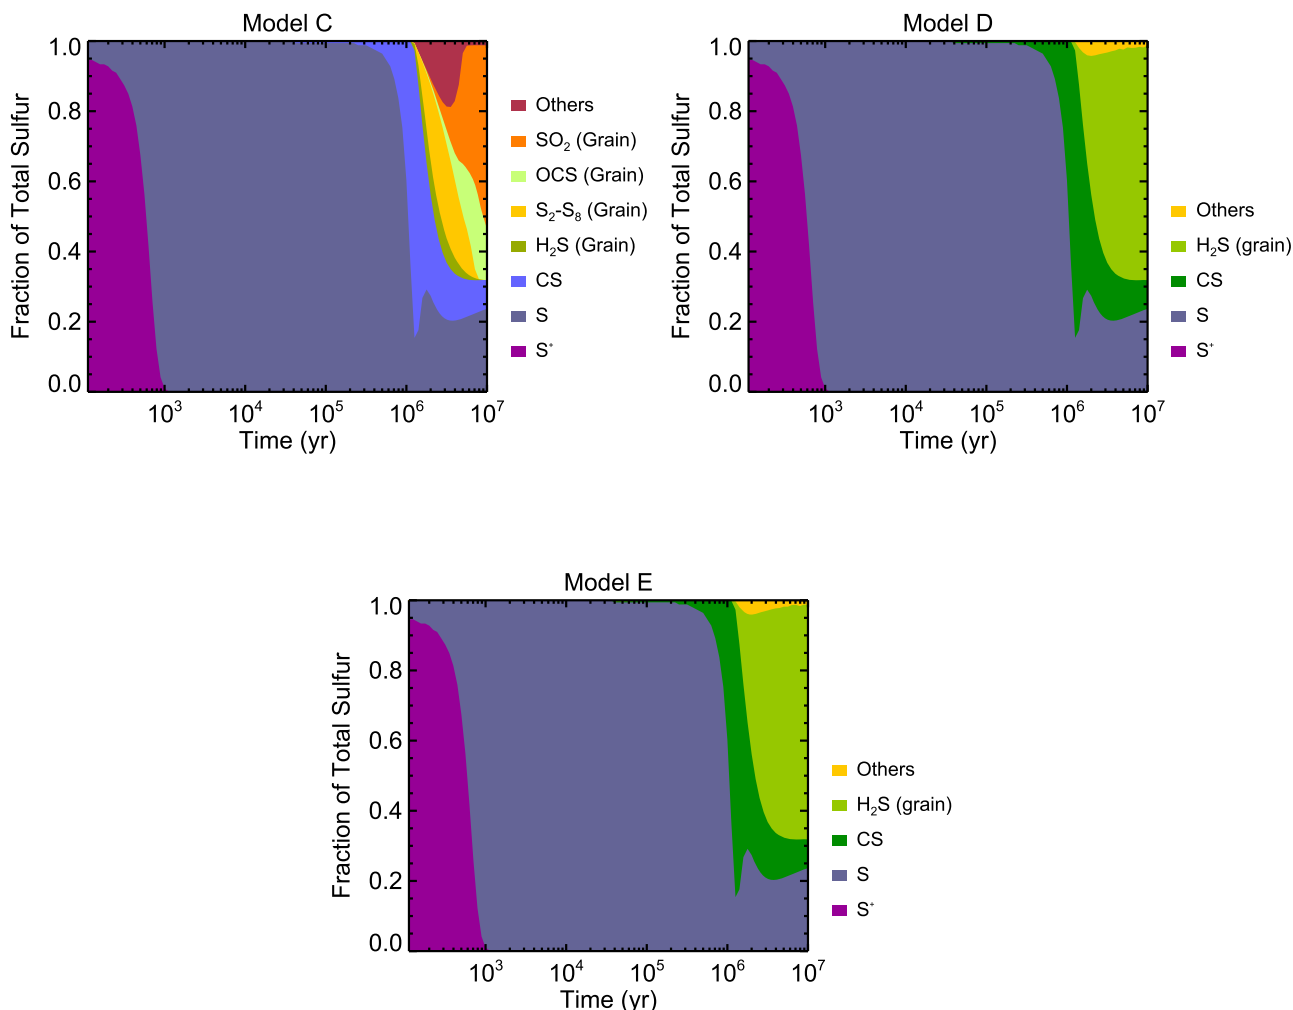 Model C
Fraction of Total Sulfur
1.0
0.8
0.6
0.4
0.2
0.0
10³ 10⁴ 10⁵ 10⁶ 10⁷
Time (yr)
Others
SO₂ (Grain)
OCS (Grain)
S₂-S₈ (Grain)
H₂S (Grain)
CS
S
S⁺
Model D
Fraction of Total Sulfur
1.0
0.8
0.6
0.4
0.2
0.0
10³ 10⁴ 10⁵ 10⁶ 10⁷
Time (yr)
Others
H₂S (grain)
CS
S
S⁺
Model E
Fraction of Total Sulfur
1.0
0.8
0.6
0.4
0.2
0.0
10³ 10⁴ 10⁵ 10⁶ 10⁷
Time (yr)
Others
H₂S (grain)
CS
S
S⁺